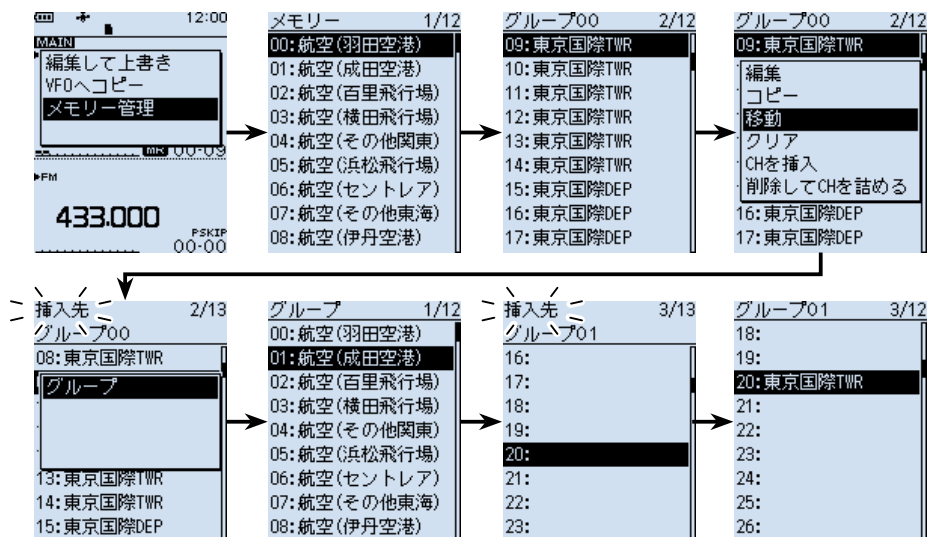 12:00
MAIN
編集して上書き
VFOへコピー
メモリー管理
MR 00-09
FM
433.000
PSKIP
00-00
メモリー 1/12
00:航空(羽田空港)
01:航空(成田空港)
02:航空(百里飛行場)
03:航空(横田飛行場)
04:航空(その他関東)
05:航空(浜松飛行場)
06:航空(セントレア)
07:航空(その他東海)
08:航空(伊丹空港)
グループ00 2/12
09:東京国際TWR
10:東京国際TWR
11:東京国際TWR
12:東京国際TWR
13:東京国際TWR
14:東京国際TWR
15:東京国際DEP
16:東京国際DEP
17:東京国際DEP
グループ00 2/12
09:東京国際TWR
編集
コピー
移動
クリア
CHを挿入
削除してCHを詰める
16:東京国際DEP
17:東京国際DEP
挿入先 2/13
グループ00
08:東京国際TWR
グループ
13:東京国際TWR
14:東京国際TWR
15:東京国際DEP
グループ 1/12
00:航空(羽田空港)
01:航空(成田空港)
02:航空(百里飛行場)
03:航空(横田飛行場)
04:航空(その他関東)
05:航空(浜松飛行場)
06:航空(セントレア)
07:航空(その他東海)
08:航空(伊丹空港)
挿入先 3/13
グループ01
16:
17:
18:
19:
20:
21:
22:
23:
グループ01 3/12
18:
19:
20:東京国際TWR
21:
22:
23:
24:
25:
26: